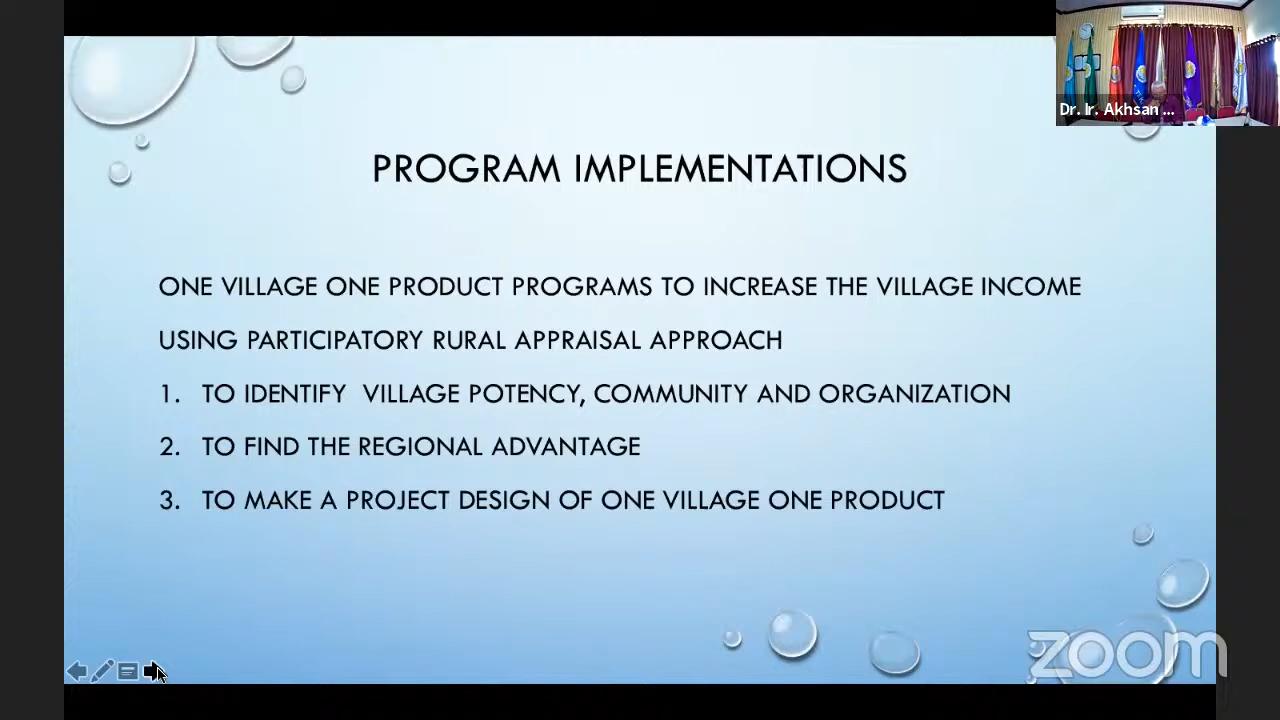 Dr. Ir. Akhsan ...
PROGRAM IMPLEMENTATIONS
ONE VILLAGE ONE PRODUCT PROGRAMS TO INCREASE THE VILLAGE INCOME
USING PARTICIPATORY RURAL APPRAISAL APPROACH
1. TO IDENTIFY VILLAGE POTENCY, COMMUNITY AND ORGANIZATION
2. TO FIND THE REGIONAL ADVANTAGE
3. TO MAKE A PROJECT DESIGN OF ONE VILLAGE ONE PRODUCT
zoom